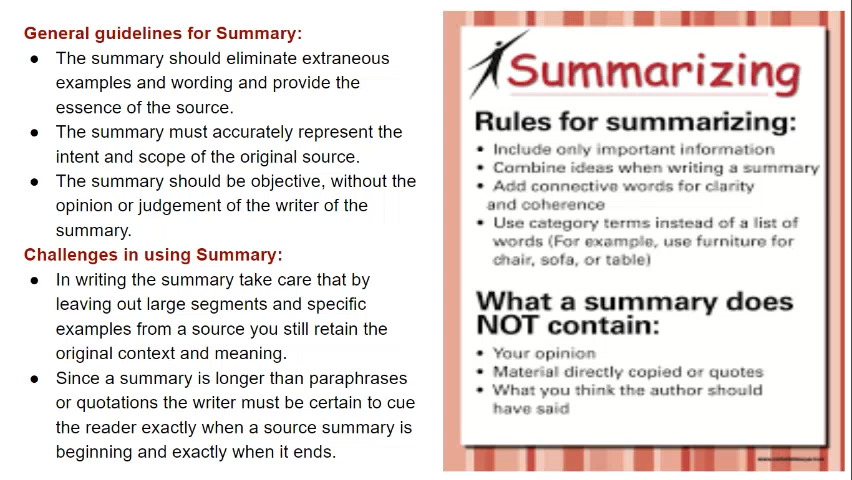 General guidelines for Summary:
● The summary should eliminate extraneous
examples and wording and provide the
essence of the source.
● The summary must accurately represent the
intent and scope of the original source.
● The summary should be objective, without the
opinion or judgement of the writer of the
summary.
Challenges in using Summary:
● In writing the summary take care that by
leaving out large segments and specific
examples from a source you still retain the
original context and meaning.
● Since a summary is longer than paraphrases
or quotations the writer must be certain to cue
the reader exactly when a source summary is
beginning and exactly when it ends.
Summarizing
Rules for summarizing:
• Include only important information
• Combine ideas when writing a summary
• Add connective words for clarity
and coherence
• Use category terms instead of a list of
words (For example, use furniture for
chair, sofa, or table)
What a summary does
NOT contain:
• Your opinion
• Material directly copied or quotes
• What you think the author should
have said